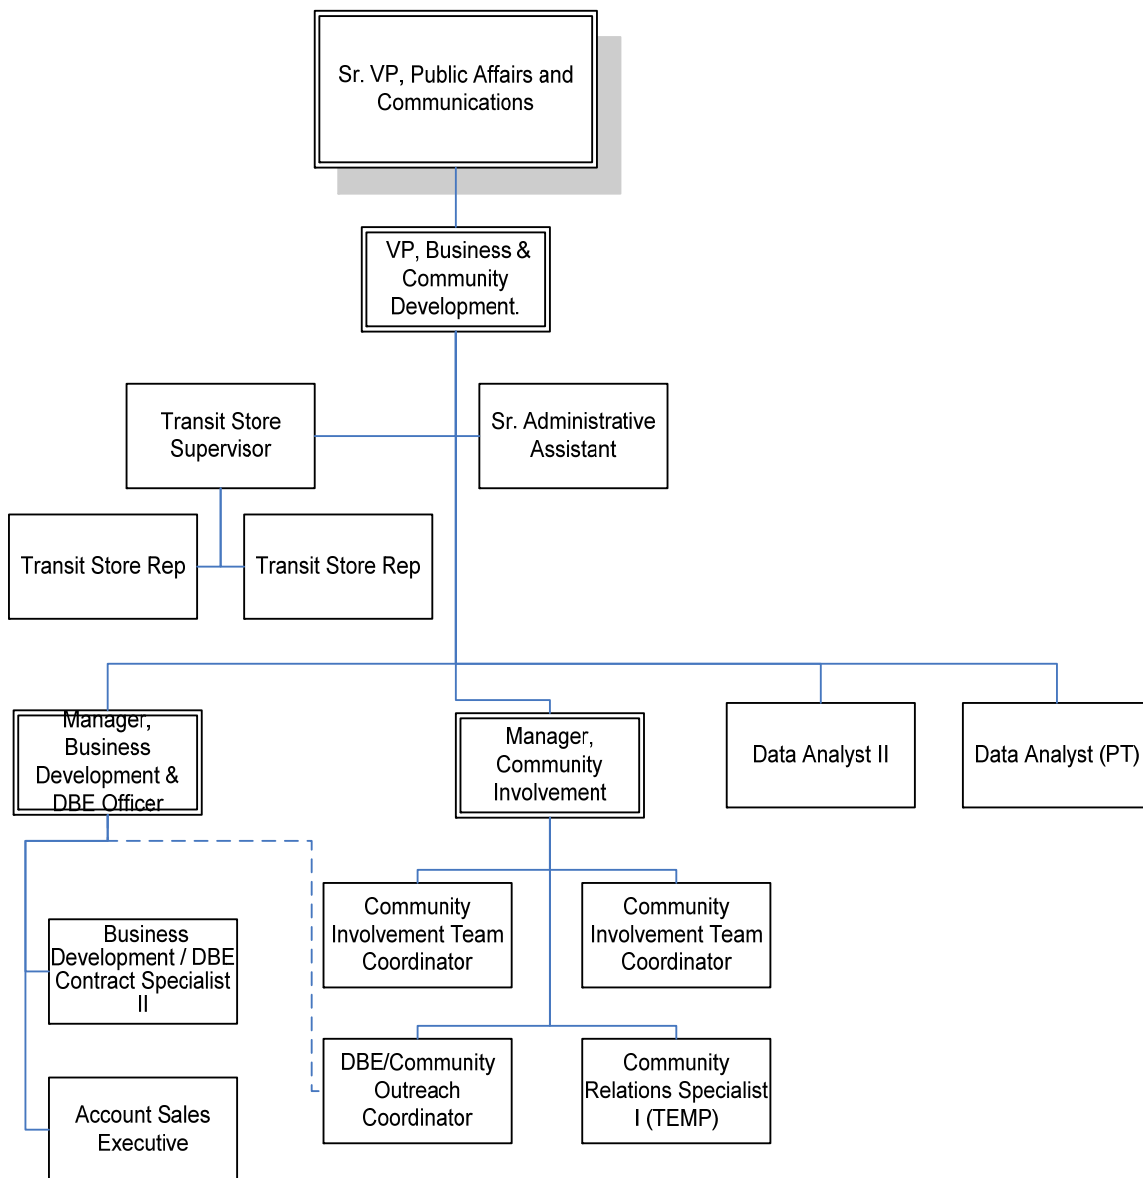 Sr. VP, Public Affairs and
Communications
VP, Business &
Community
Development.
Transit Store
Supervisor
Sr. Administrative
Assistant
Transit Store Rep
Transit Store Rep
Manager,
Business
Development &
DBE Officer
Manager,
Community
Involvement
Data Analyst II
Data Analyst (PT)
Business
Development / DBE
Contract Specialist
II
Community
Involvement Team
Coordinator
Community
Involvement Team
Coordinator
DBE/Community
Outreach
Coordinator
Community
Relations Specialist
I (TEMP)
Account Sales
Executive